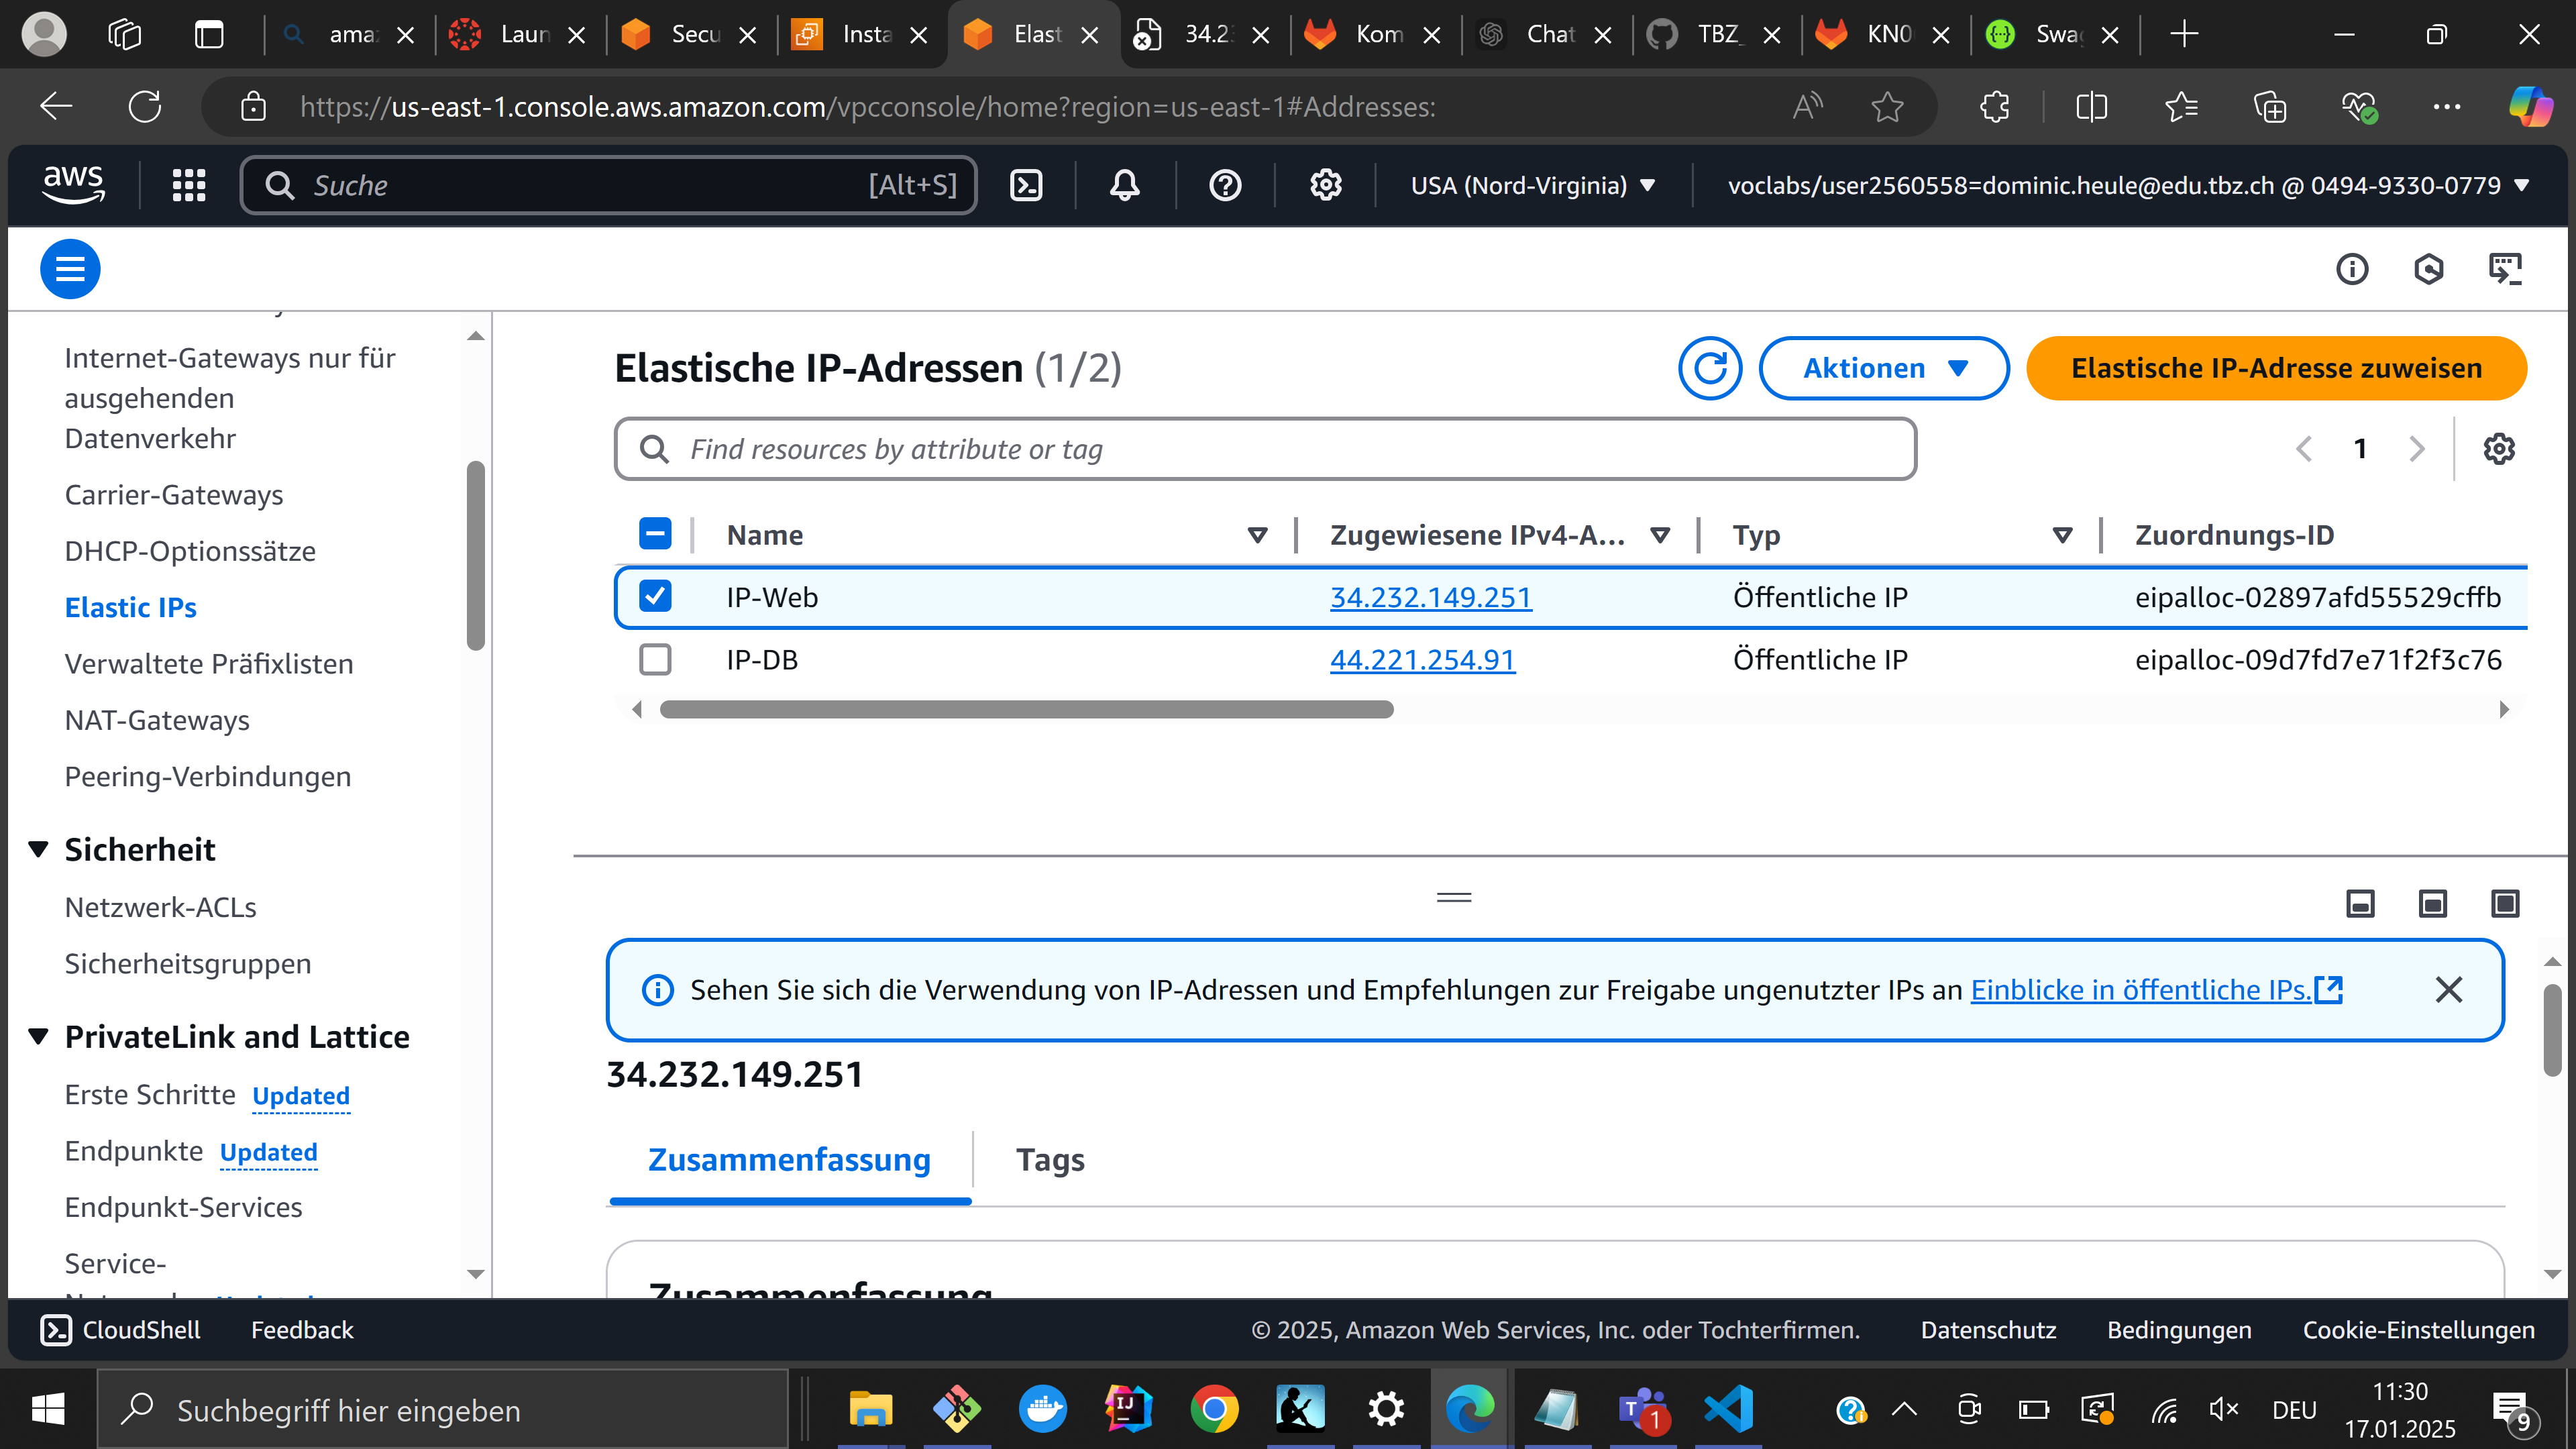 ama
Laun
Secu
Insta
Elast
34.2
Kom
Chat
TBZ_
KN0
Swa
https://us-east-1.console.aws.amazon.com/vpcconsole/home?region=us-east-1#Addresses:
aws
Suche
[Alt+S]
USA (Nord-Virginia)
voclabs/user2560558=dominic.heule@edu.tbz.ch @ 0494-9330-0779
Internet-Gateways nur für
ausgehenden
Datenverkehr
Carrier-Gateways
DHCP-Optionssätze
Elastic IPs
Verwaltete Präfixlisten
NAT-Gateways
Peering-Verbindungen
Sicherheit
Netzwerk-ACLs
Sicherheitsgruppen
PrivateLink and Lattice
Erste Schritte Updated
Endpunkte Updated
Endpunkt-Services
Service-
Elastische IP-Adressen (1/2)
Aktionen
Elastische IP-Adresse zuweisen
Find resources by attribute or tag
1
Name Zugewiesene IPv4-A... Typ Zuordnungs-ID
IP-Web 34.232.149.251 Öffentliche IP eipalloc-02897afd55529cffb
IP-DB 44.221.254.91 Öffentliche IP eipalloc-09d7fd7e71f2f3c76
Sehen Sie sich die Verwendung von IP-Adressen und Empfehlungen zur Freigabe ungenutzter IPs an Einblicke in öffentliche IPs.
34.232.149.251
Zusammenfassung
Tags
Zusammenfassung
CloudShell
Feedback
© 2025, Amazon Web Services, Inc. oder Tochterfirmen.
Datenschutz
Bedingungen
Cookie-Einstellungen
Suchbegriff hier eingeben
IJ
T
1
DEU
11:30
17.01.2025
9